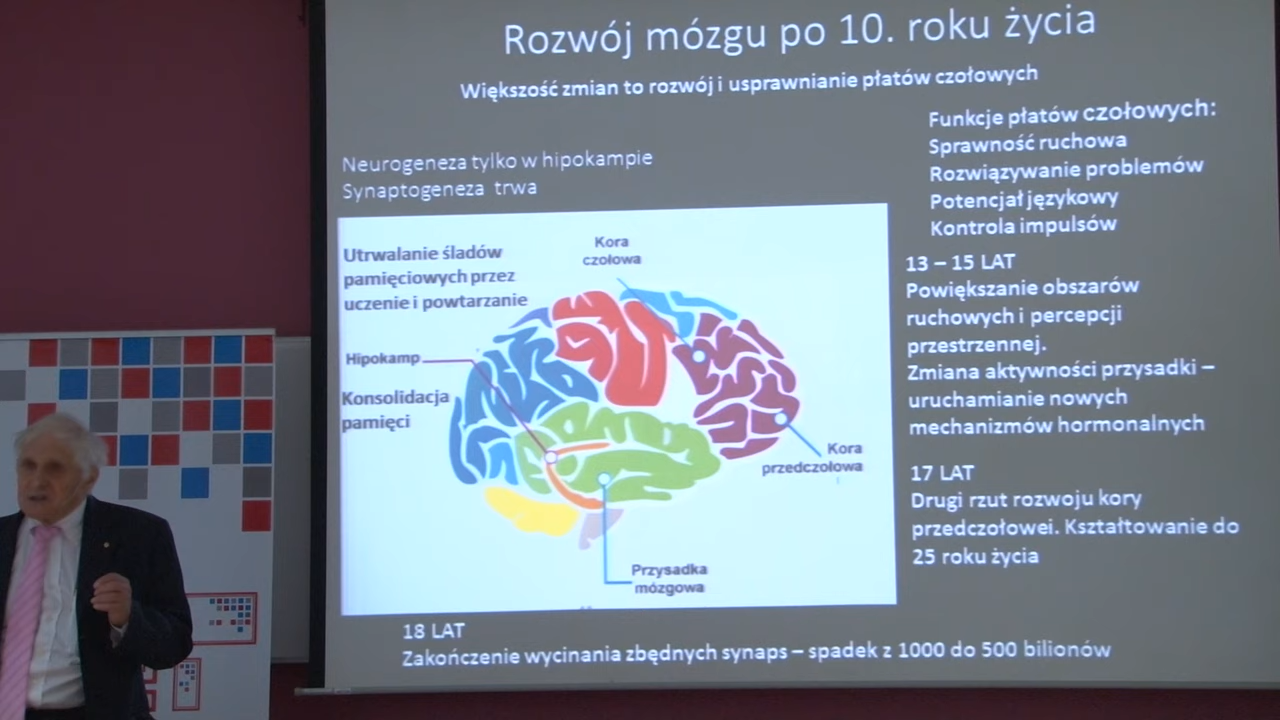 Rozwój mózgu po 10. roku życia
Większość zmian to rozwój i usprawnianie płatów czołowych
Neurogeneza tylko w hipokampie
Synaptogeneza trwa
Funkcje płatów czołowych:
Sprawność ruchowa
Rozwiązywanie problemów
Potencjał językowy
Kontrola impulsów
Utrwalanie śladów
pamięciowych przez
uczenie i powtarzanie
Kora
czołowa
Hipokamp
Konsolidacja
pamięci
Kora
przedczołowa
Przysadka
mózgowa
13 – 15 LAT
Powiększanie obszarów
ruchowych i percepcji
przestrzennej.
Zmiana aktywności przysadki –
uruchamianie nowych
mechanizmów hormonalnych
17 LAT
Drugi rzut rozwoju kory
przedczołowei. Kształtowanie do
25 roku życia
18 LAT
Zakończenie wycinania zbędnych synaps – spadek z 1000 do 500 bilionów